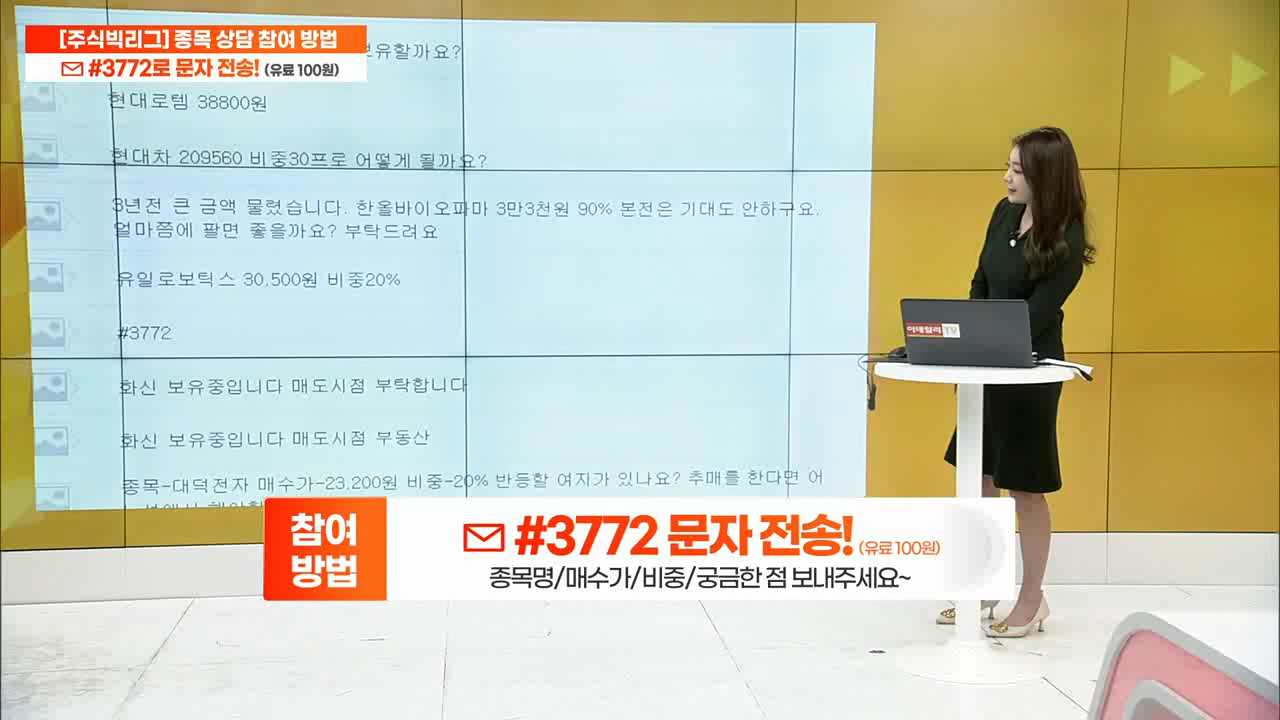 [주식빅리그] 종목 상담 참여 방법
#3772로 문자 전송! (유료 100원)
보유할까요?
현대로템 38800원
현대차 209560 비중30프로 어떻게 될까요?
3년전 큰 금액 물렸습니다. 한올바이오파마 3만3천원 90% 본전은 기대도 안하구요.
얼마쯤에 팔면 좋을까요? 부탁드려요
유일로보틱스 30,500원 비중20%
#3772
화신 보유중입니다 매도시점 부탁합니다
화신 보유중입니다 매도시점 부동산
종목-대덕전자 매수가-23,200원 비중-20% 반등할 여지가 있나요? 추매를 한다면 어
이데일리TV
참여
방법
#3772 문자 전송! (유료 100원)
종목명/매수가/비중/궁금한 점 보내주세요~